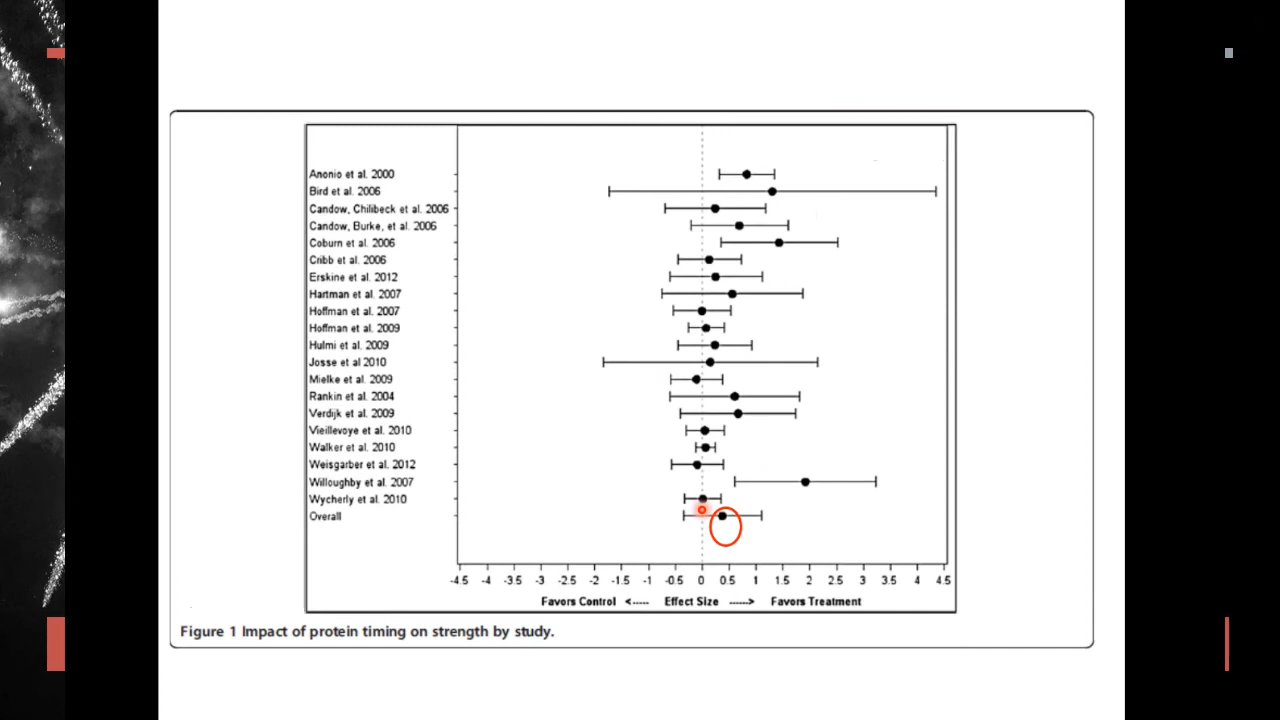 Anonio et al. 2000
Bird et al. 2006
Candow, Chilibeck et al. 2006
Candow, Burke, et al. 2006
Coburn et al. 2006
Cribb et al. 2006
Erskine et al. 2012
Hartman et al. 2007
Hoffman et al. 2007
Hoffman et al. 2009
Hulmi et al. 2009
Josse et al 2010
Mielke et al. 2009
Rankin et al. 2004
Verdijk et al. 2009
Vieillevoye et al. 2010
Walker et al. 2010
Weisgarber et al. 2012
Willoughby et al. 2007
Wycherly et al. 2010
Overall
-4.5 -4 -3.5 -3 -2.5 -2 -1.5 -1 -0.5 0 0.5 1 1.5 2 2.5 3 3.5 4 4.5
Favors Control <----- Effect Size -----> Favors Treatment
Figure 1 Impact of protein timing on strength by study.